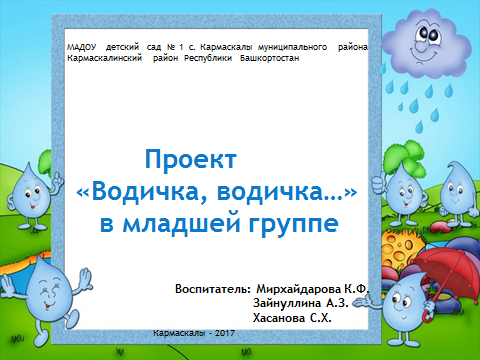 МАДОУ детский сад № 1 с. Кармаскалы муниципального района
Кармаскалинский район Республики Башкортостан
Проект
«Водичка, водичка…»
в младшей группе
Воспитатель: Мирхайдарова К.Ф.
Зайнуллина А.З.
Хасанова С.Х.
Кармаскалы - 2017